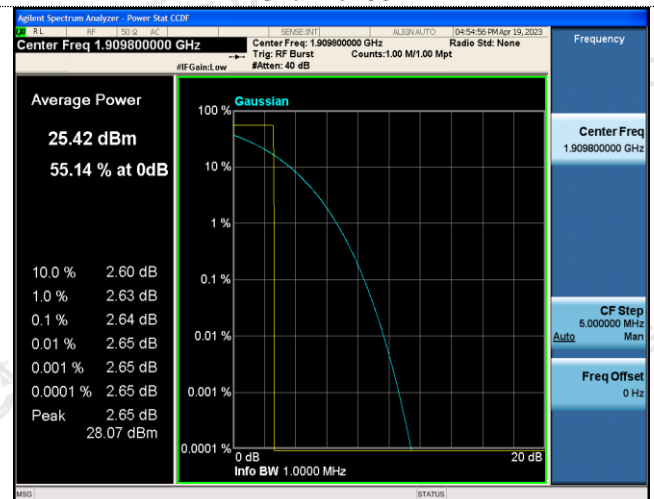 Agilent Spectrum Analyzer - Power Stat CCDF
RL RF 50 Ω AC SENSE:INT ALIGNAUTO 04:54:56 PM Apr 19, 2023
Center Freq 1.909800000 GHz
Center Freq: 1.909800000 GHz Radio Std: None
Trig: RF Burst Counts:1.00 M/1.00 Mpt
#IFGain:Low #Atten: 40 dB
Frequency
Average Power
25.42 dBm
55.14 % at 0dB
10.0 % 2.60 dB
1.0 % 2.63 dB
0.1 % 2.64 dB
0.01 % 2.65 dB
0.001 % 2.65 dB
0.0001 % 2.65 dB
Peak 2.65 dB
28.07 dBm
Gaussian
100 %
10 %
1 %
0.1 %
0.01 %
0.001 %
0.0001 %
0 dB 20 dB
Info BW 1.0000 MHz
Center Freq
1.909800000 GHz
CF Step
5.000000 MHz
Auto Man
Freq Offset
0 Hz
MSG STATUS